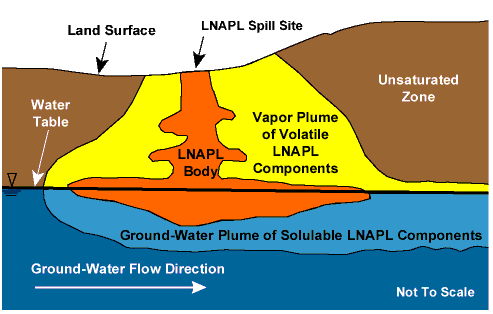 Land Surface
LNAPL Spill Site
Unsaturated
Zone
Water
Table
Vapor Plume
of Volatile
LNAPL
Components
LNAPL
Body
Ground-Water Plume of Solulable LNAPL Components
Ground-Water Flow Direction
Not To Scale